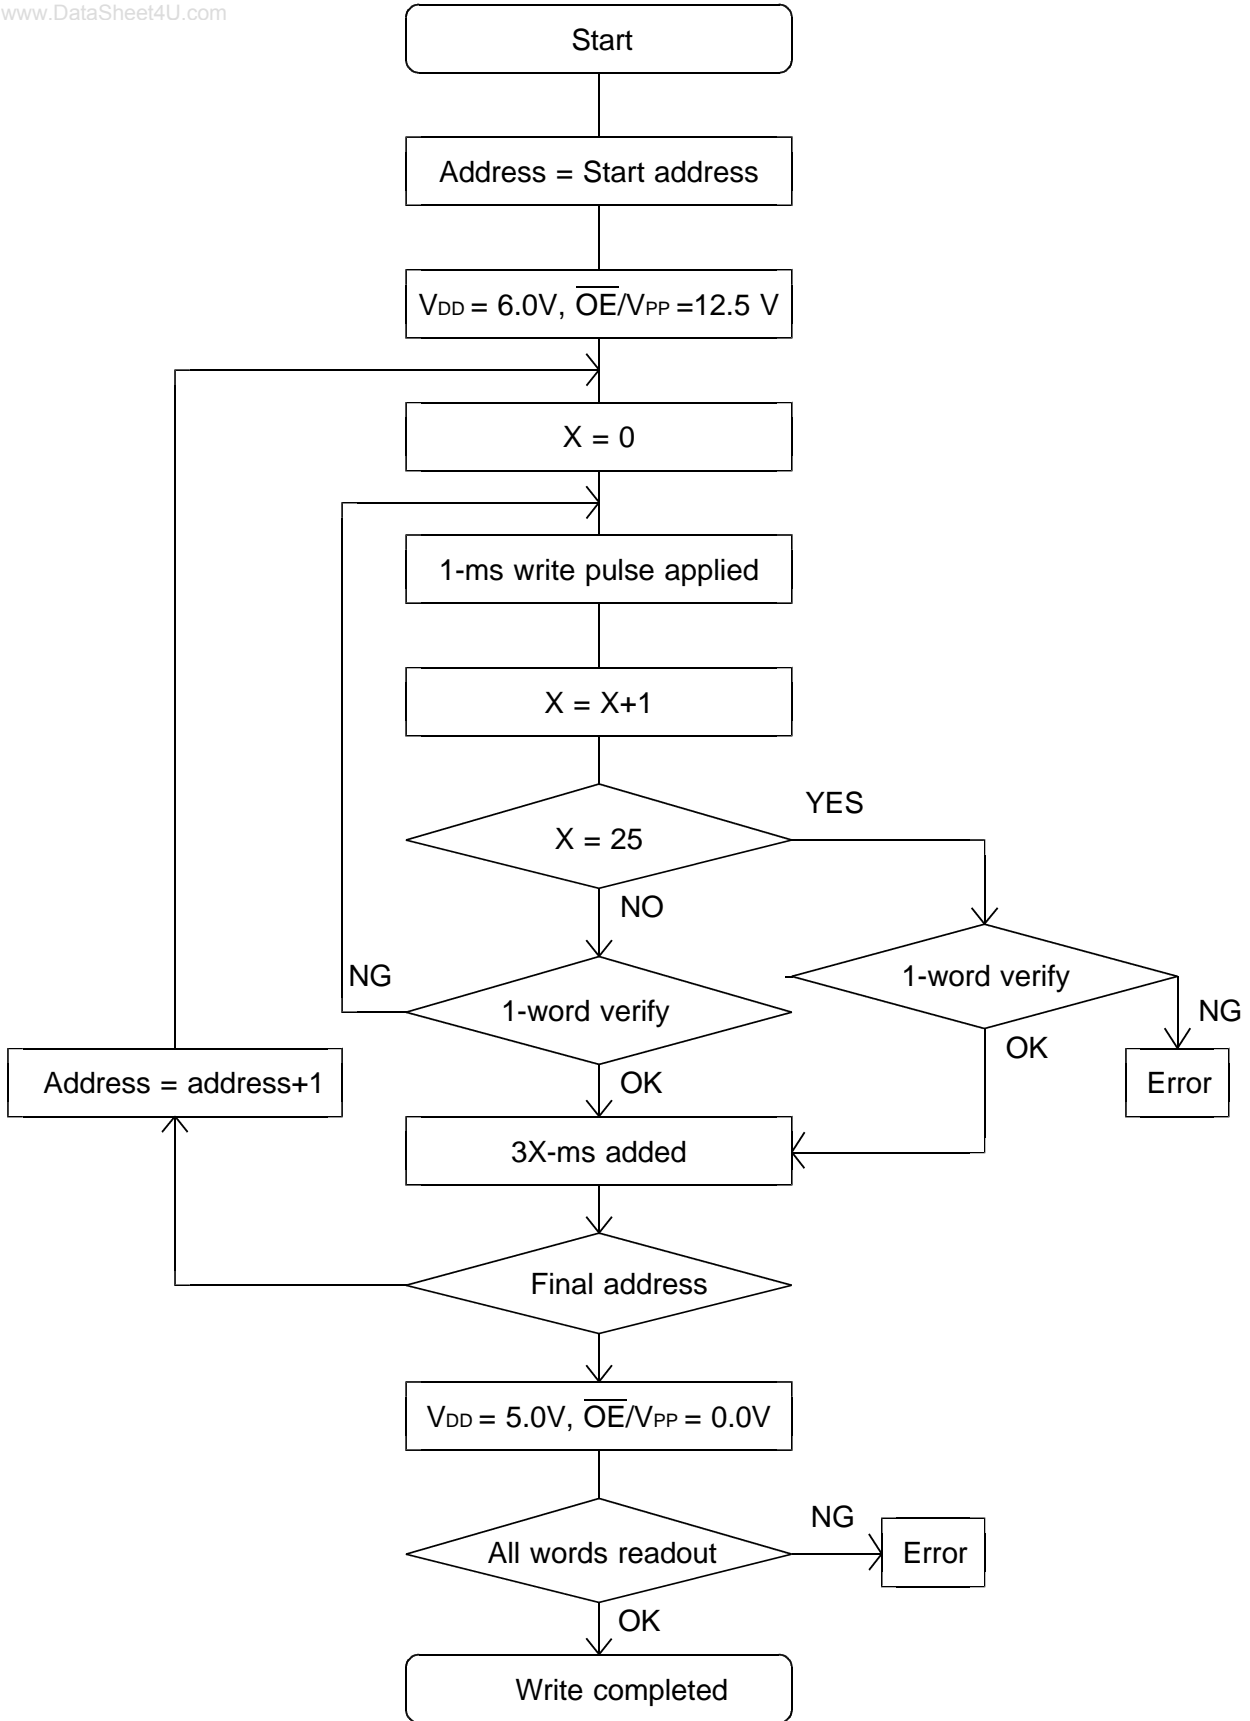 www.DataSheet4U.com
Start
Address = Start address
VDD = 6.0V, O̅E̅/VPP =12.5 V
X = 0
1-ms write pulse applied
X = X+1
YES
X = 25
NO
NG
1-word verify
1-word verify
NG
OK
Address = address+1
OK
Error
3X-ms added
Final address
VDD = 5.0V, O̅E̅/VPP = 0.0V
NG
All words readout
Error
OK
Write completed